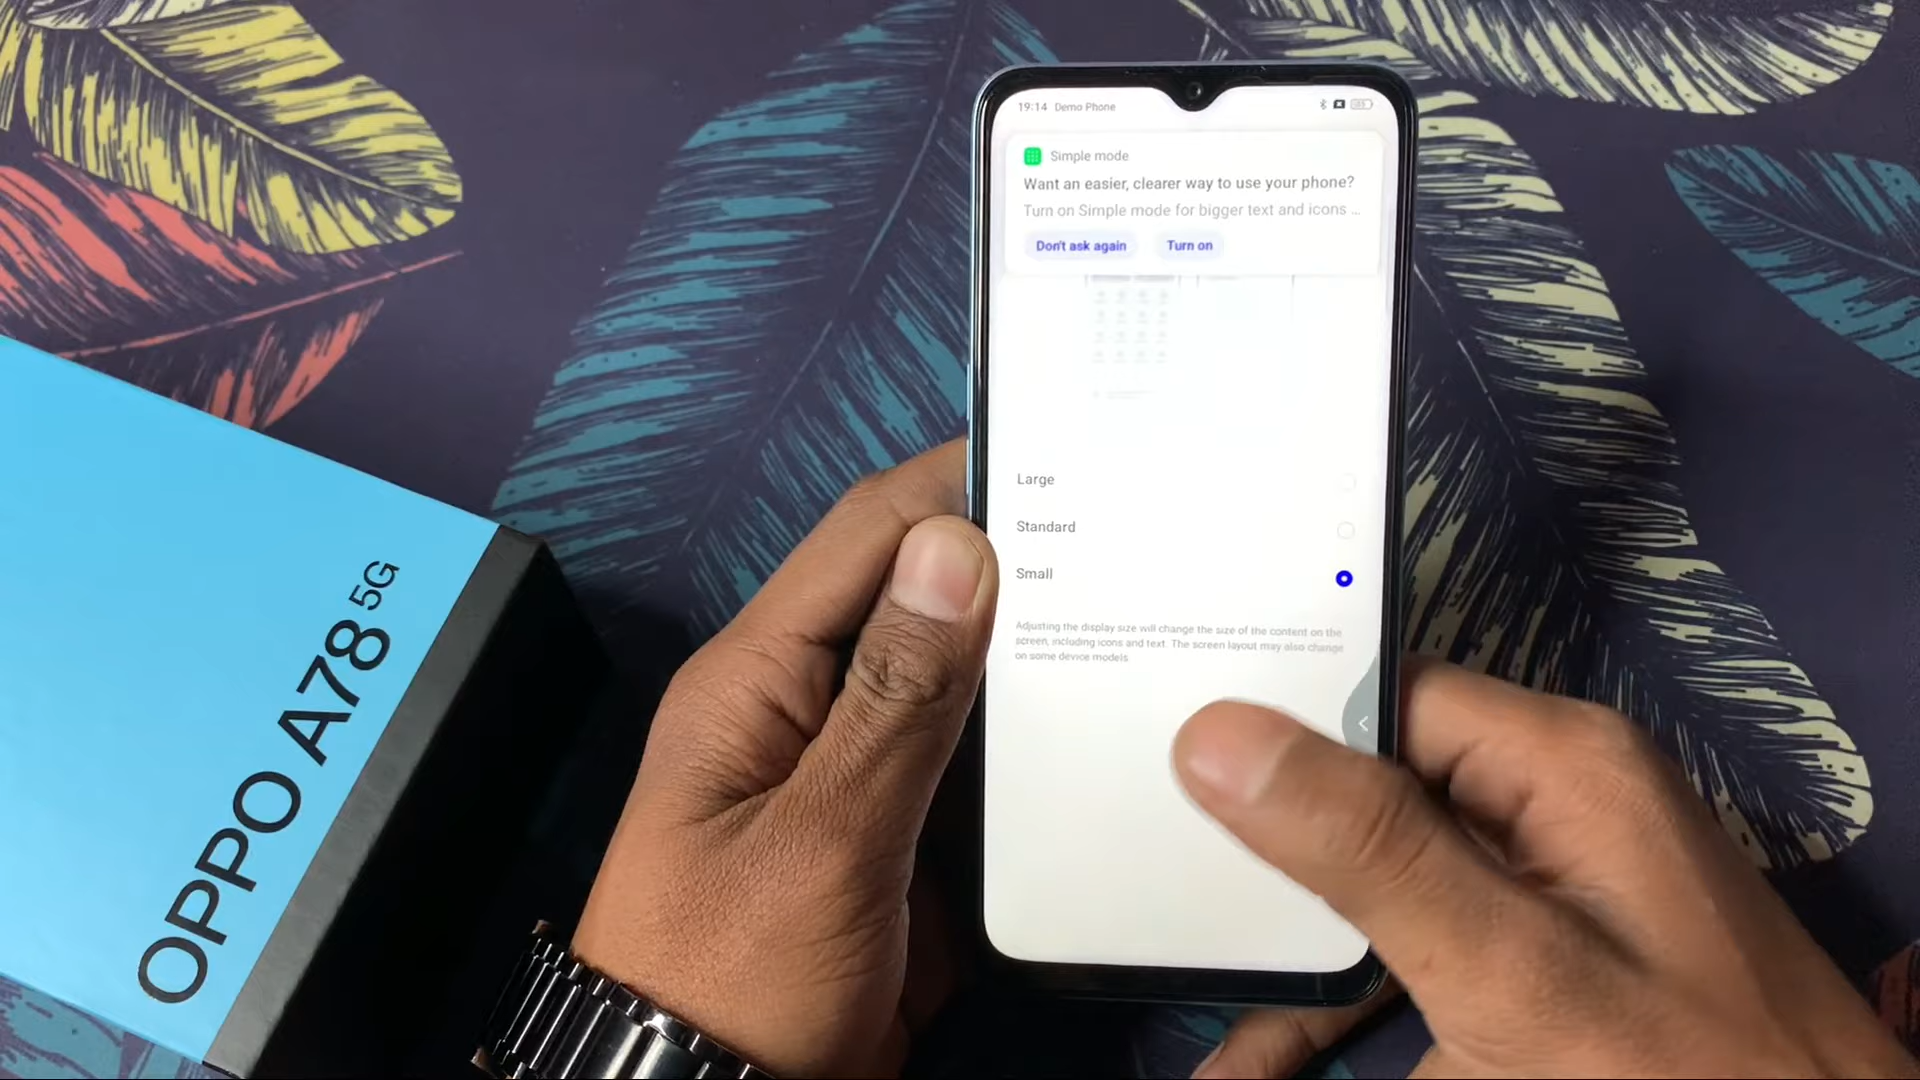 19:14 Demo Phone
Simple mode
Want an easier, clearer way to use your phone?
Turn on Simple mode for bigger text and icons ...
Don't ask again
Turn on
Large
Standard
Small
Adjusting the display size will change the size of the content on the
screen, including icons and text. The screen layout may also change
on some device models.
OPPO A78 5G